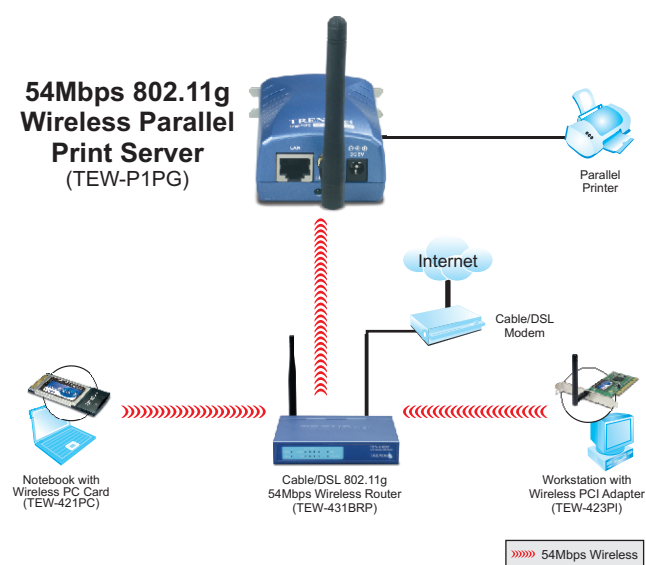 54Mbps 802.11g
Wireless Parallel
Print Server
(TEW-P1PG)
LAN
DC 5V
Parallel
Printer
Internet
Cable/DSL
Modem
Notebook with
Wireless PC Card
(TEW-421PC)
Cable/DSL 802.11g
54Mbps Wireless Router
(TEW-431BRP)
Workstation with
Wireless PCI Adapter
(TEW-423PI)
54Mbps Wireless